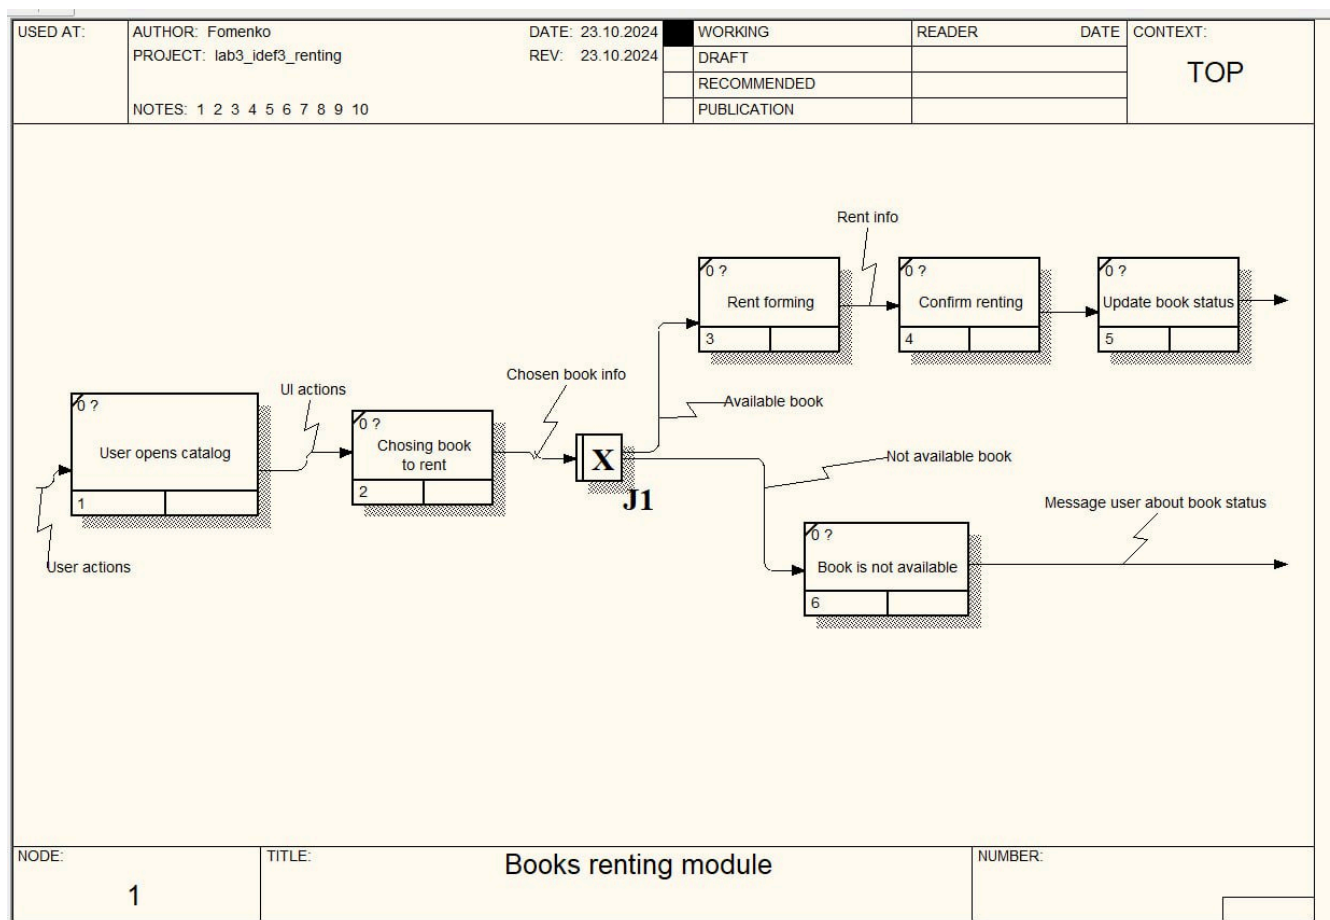 USED AT:
AUTHOR: Fomenko
DATE: 23.10.2024
PROJECT: lab3_idef3_renting
REV: 23.10.2024
NOTES: 1 2 3 4 5 6 7 8 9 10
WORKING
DRAFT
RECOMMENDED
PUBLICATION
READER
DATE
CONTEXT:
TOP
User actions
0 ?
User opens catalog
1
UI actions
0 ?
Chosing book
to rent
2
Chosen book info
X
J1
Available book
0 ?
Rent forming
3
Rent info
0 ?
Confirm renting
4
0 ?
Update book status
5
Not available book
0 ?
Book is not available
6
Message user about book status
NODE:
1
TITLE:
Books renting module
NUMBER: